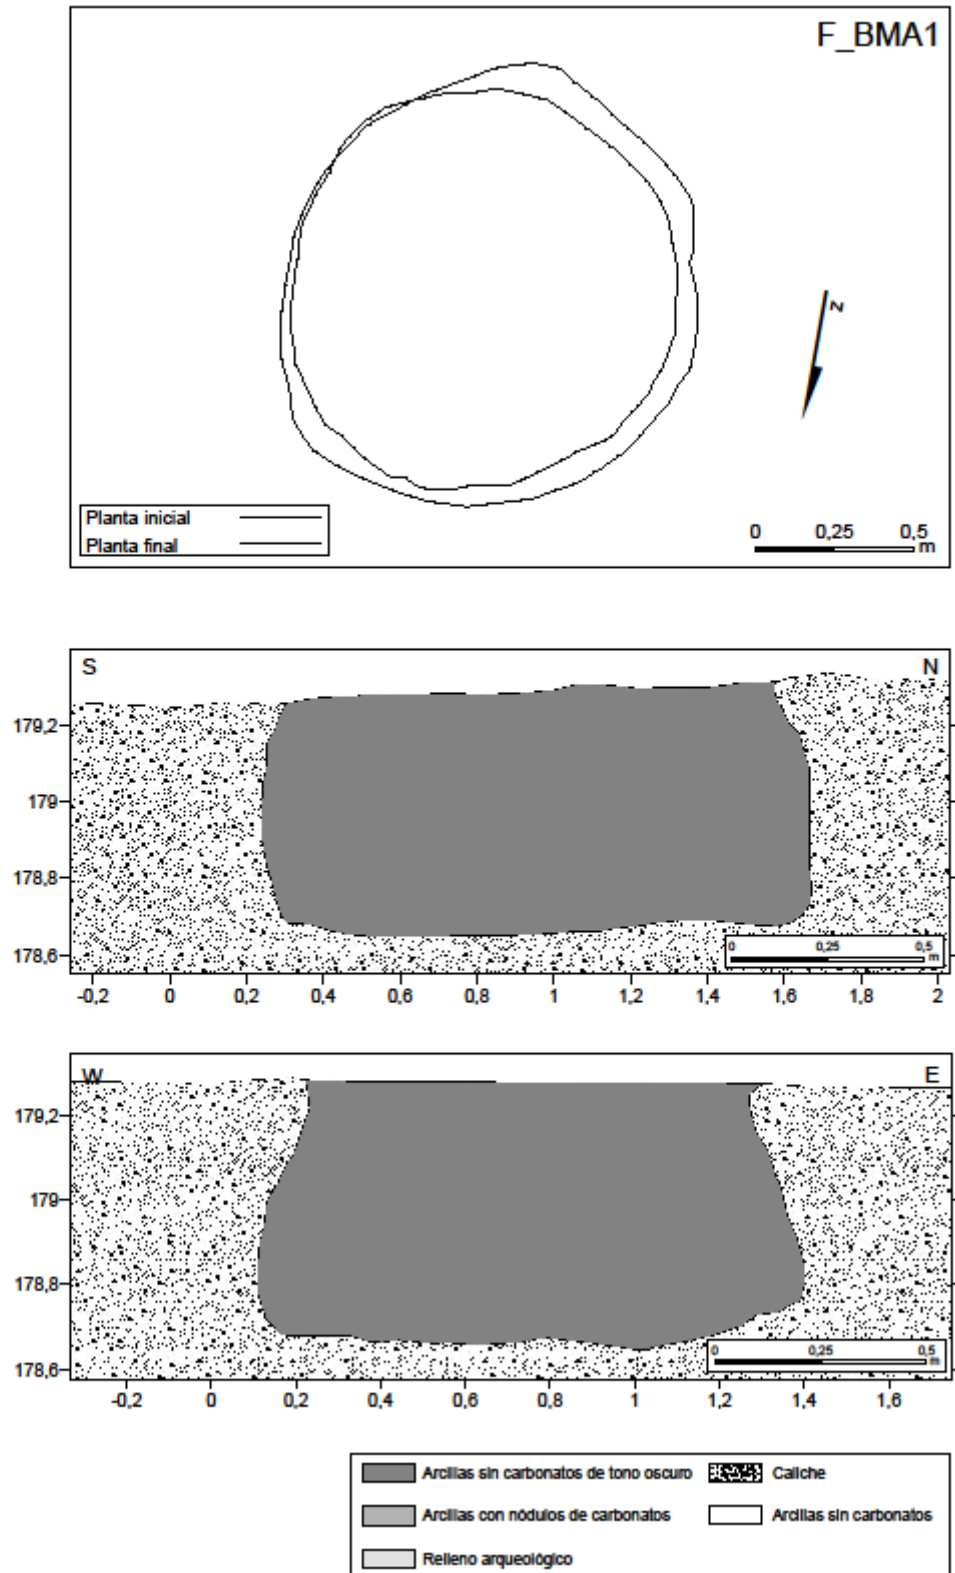 F_BMA1
N
Planta inicial
Planta final
0 0,25 0,5
m
S N
179,2
179
178,8
178,6
0 0,25 0,5
m
-0,2 0 0,2 0,4 0,6 0,8 1 1,2 1,4 1,6 1,8 2
W E
179,2
179
178,8
178,6
0 0,25 0,5
m
-0,2 0 0,2 0,4 0,6 0,8 1 1,2 1,4 1,6
Arcillas sin carbonatos de tono oscuro Caliche
Arcillas con nódulos de carbonatos Arcillas sin carbonatos
Relleno arqueológico